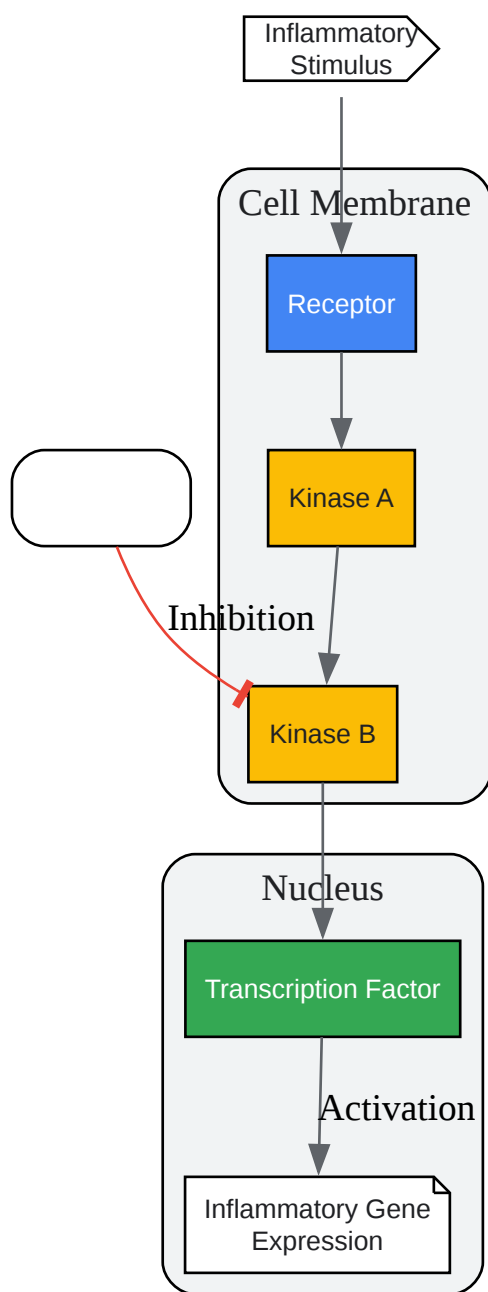 Inflammatory
Stimulus
Cell Membrane
Receptor
Kinase A
Inhibition
Kinase B
Nucleus
Transcription Factor
Activation
Inflammatory Gene
Expression